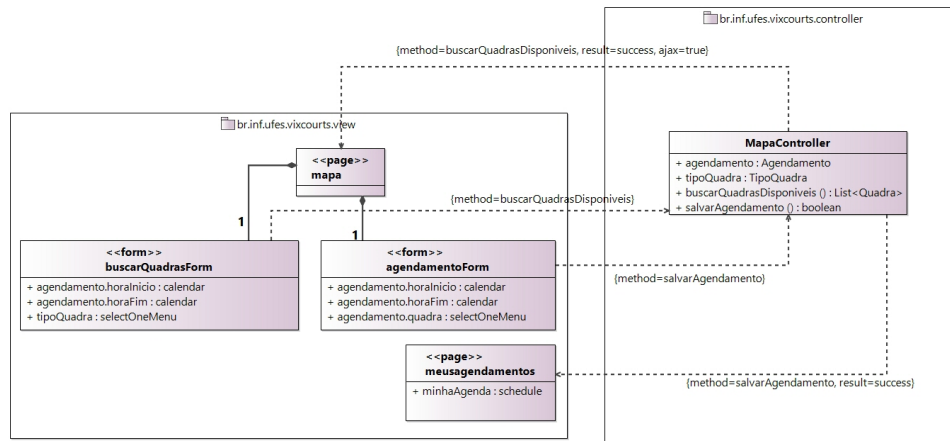 br.inf.ufes.vixcourts.controller
{method=buscarQuadrasDisponiveis, result=success, ajax=true}
br.inf.ufes.vixcourts.view
MapaController
+ agendamento : Agendamento
+ tipoQuadra : TipoQuadra
+ buscarQuadrasDisponiveis () : List<Quadra>
+ salvarAgendamento () : boolean
<<page>>
mapa
{method=buscarQuadrasDisponiveis}
1
1
<<form>>
buscarQuadrasForm
+ agendamento.horaInicio : calendar
+ agendamento.horaFim : calendar
+ tipoQuadra : selectOneMenu
<<form>>
agendamentoForm
+ agendamento.horaInicio : calendar
+ agendamento.horaFim : calendar
+ agendamento.quadra : selectOneMenu
{method=salvarAgendamento}
<<page>>
meusagendamentos
+ minhaAgenda : schedule
{method=salvarAgendamento, result=success}